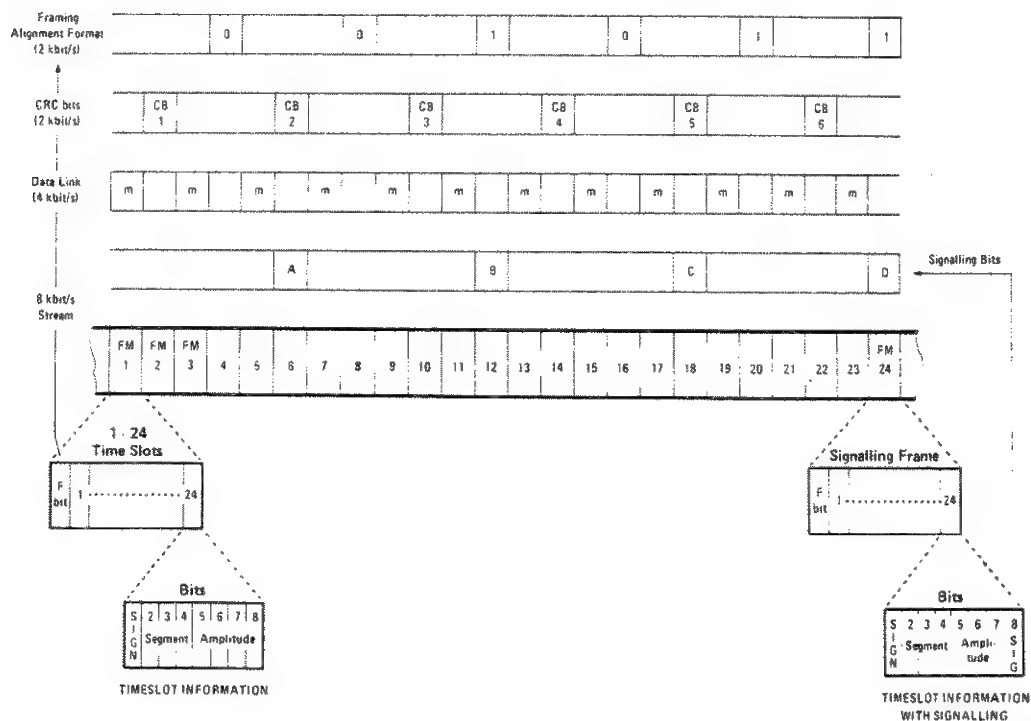 Framing
Alignment Format
(2 kbit/s)
0 0 1 0 1 1
CRC bits
(2 kbit/s)
CB CB CB CB CB CB
1 2 3 4 5 6
Data Link
(4 kbit/s)
m m m m m m m m m m m m
A B C D
Signalling Bits
8 kbit/s
Stream
FM FM FM FM
1 2 3 4 5 6 7 8 9 10 11 12 13 14 15 16 17 18 19 20 21 22 23 24
1 - 24
Time Slots
F
bit
1 24
Signalling Frame
F
bit
1 24
Bits
SIGN 2 3 4 5 6 7 8
Segment Amplitude
TIMESLOT INFORMATION
Bits
SIGN 2 3 4 5 6 7 8 SIG
Segment Ampli-
tude
TIMESLOT INFORMATION
WITH SIGNALLING